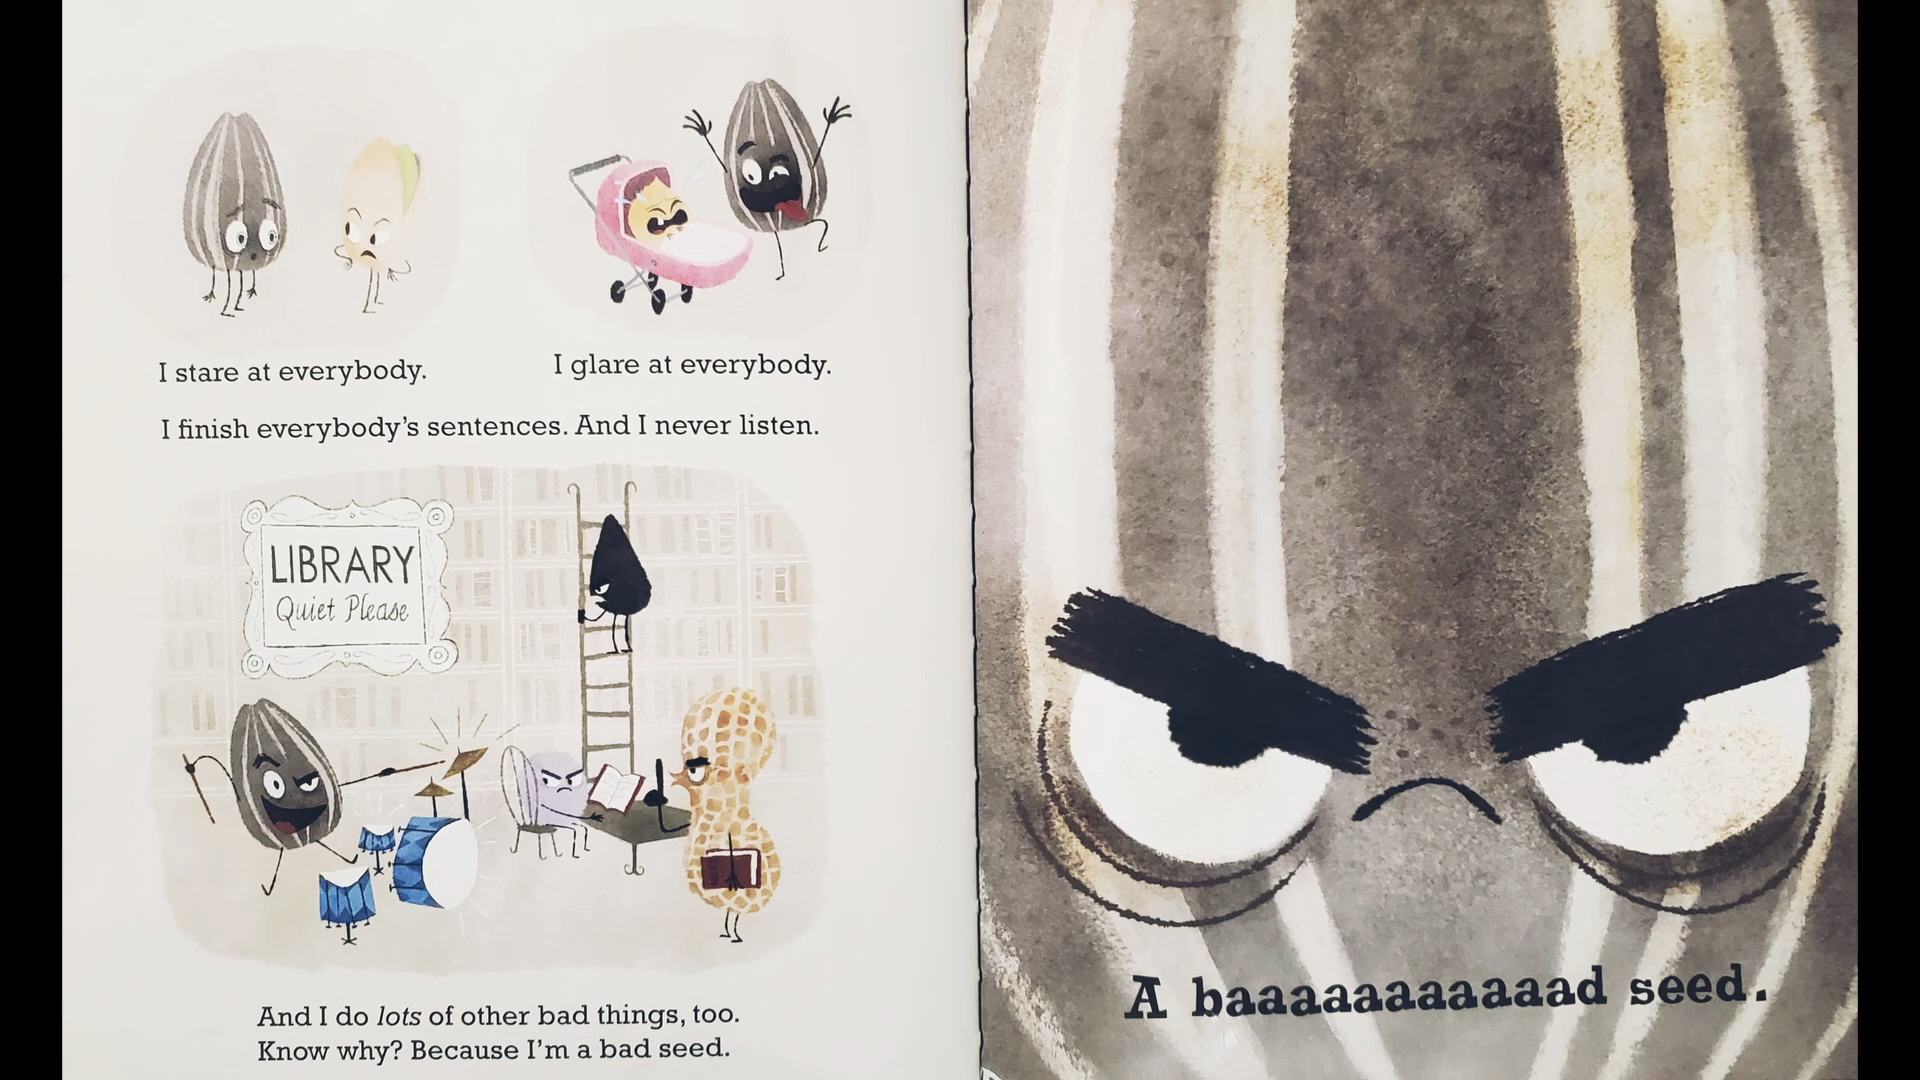 I stare at everybody.
I glare at everybody.
I finish everybody's sentences. And I never listen.
LIBRARY
Quiet Please
And I do lots of other bad things, too.
Know why? Because I'm a bad seed.
A baaaaaaaaaaaad seed.